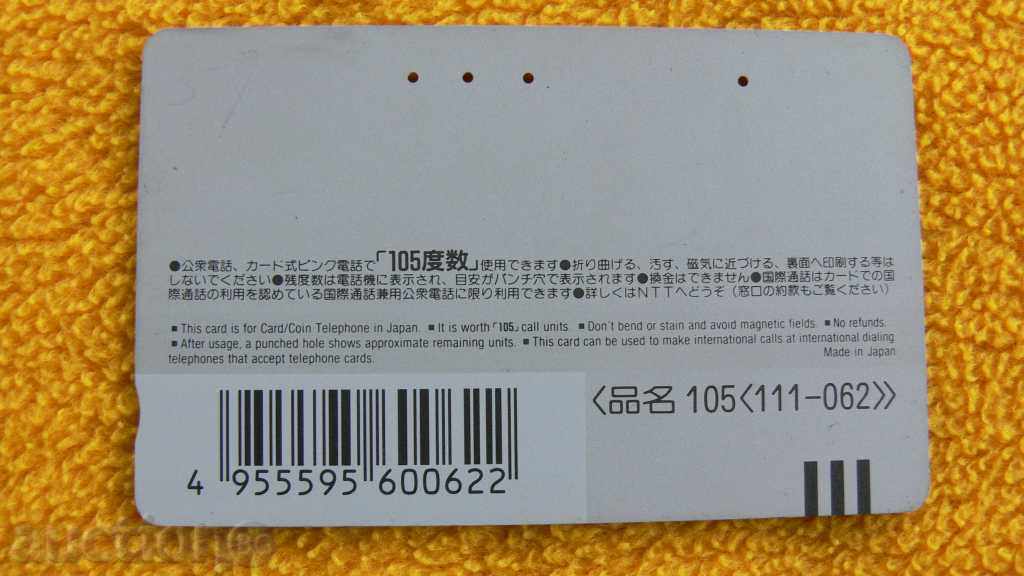 ●公衆電話、カード式ピンク電話で「105度数」使用できます●折り曲げる、汚す、磁気に近づける、裏面へ印刷する等は
しないでください●残度数は電話機に表示され、目安がパンチ穴で表示されます●換金はできません●国際通話はカードでの国
際通話の利用を認めている国際通話兼用公衆電話に限り利用できます●詳しくはNTTへどうぞ（窓口の約款もご覧ください）
■ This card is for Card/Coin Telephone in Japan. ■ It is worth「105」call units. ■ Don't bend or stain and avoid magnetic fields. ■ No refunds.
■ After usage, a punched hole shows approximate remaining units. ■ This card can be used to make international calls at international dialing
telephones that accept telephone cards. Made in Japan
〈品名 105〈111-062〉〉
4 955595 600622